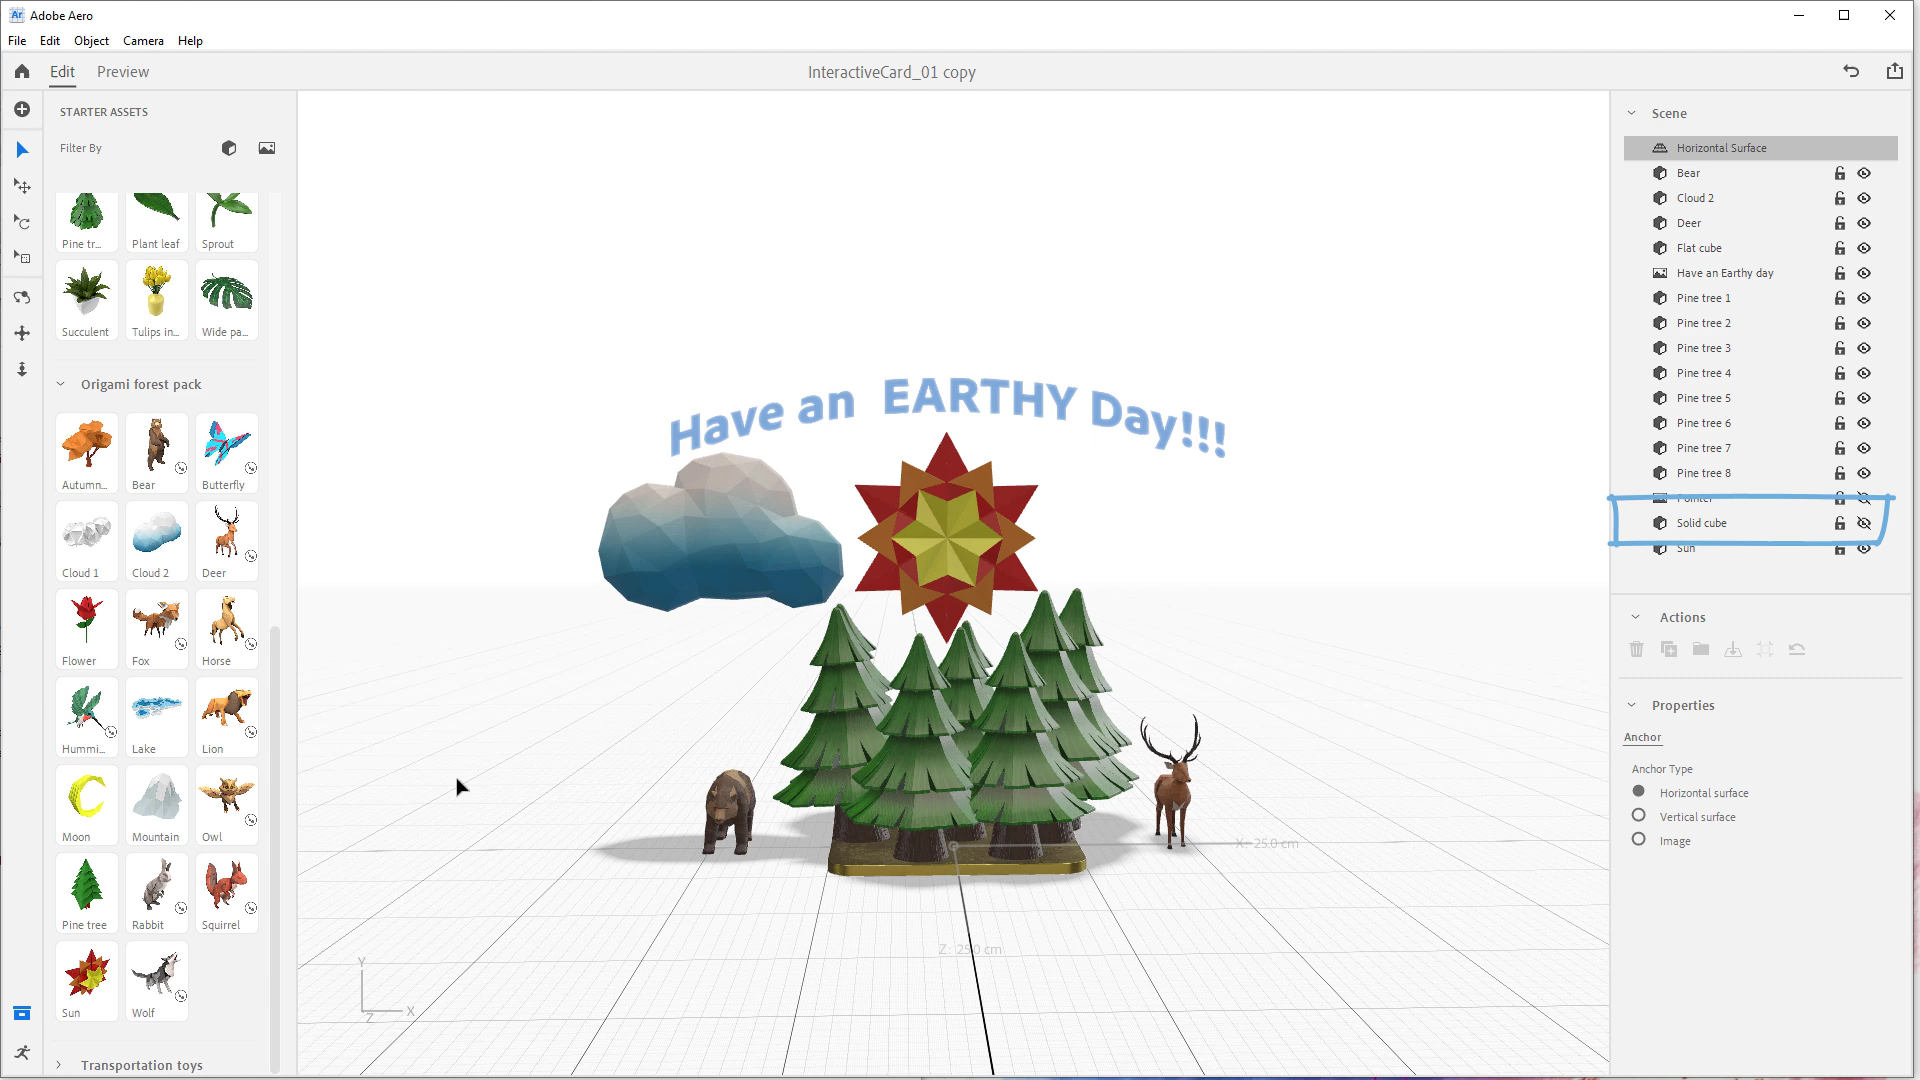 Adobe Aero
File Edit Object Camera Help
Edit Preview
InteractiveCard_01 copy
STARTER ASSETS
Filter By
Pine tr... Plant leaf Sprout
Succulent Tulips in... Wide pa...
Origami forest pack
Autumn... Bear Butterfly
Cloud 1 Cloud 2 Deer
Flower Fox Horse
Hummi... Lake Lion
Moon Mountain Owl
Pine tree Rabbit Squirrel
Sun Wolf
Transportation toys
Have an EARTHY Day!!!
X: 25.0 cm
Z: 25.0 cm
Y
X
Z
Scene
Horizontal Surface
Bear
Cloud 2
Deer
Flat cube
Have an Earthy day
Pine tree 1
Pine tree 2
Pine tree 3
Pine tree 4
Pine tree 5
Pine tree 6
Pine tree 7
Pine tree 8
Pointer
Solid cube
Sun
Actions
Properties
Anchor
Anchor Type
Horizontal surface
Vertical surface
Image